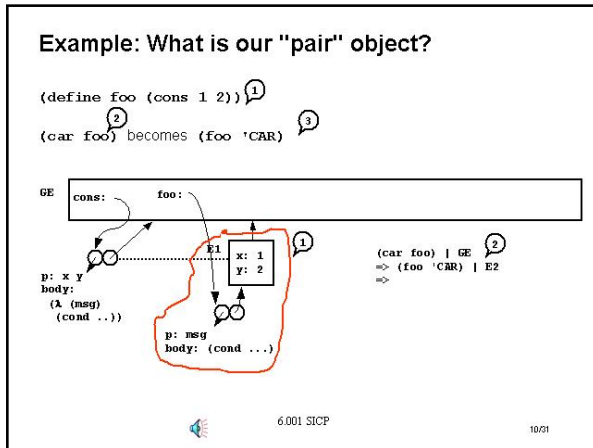 Example: What is our "pair" object?
(define foo (cons 1 2)) 1
2
(car foo) becomes (foo 'CAR) 3
GE cons: foo:
E1 x: 1 1
y: 2
(car foo) | GE 2
=> (foo 'CAR) | E2
=>
p: x y
body:
(λ (msg)
(cond ..))
p: msg
body: (cond ...)
6.001 SICP
10/31